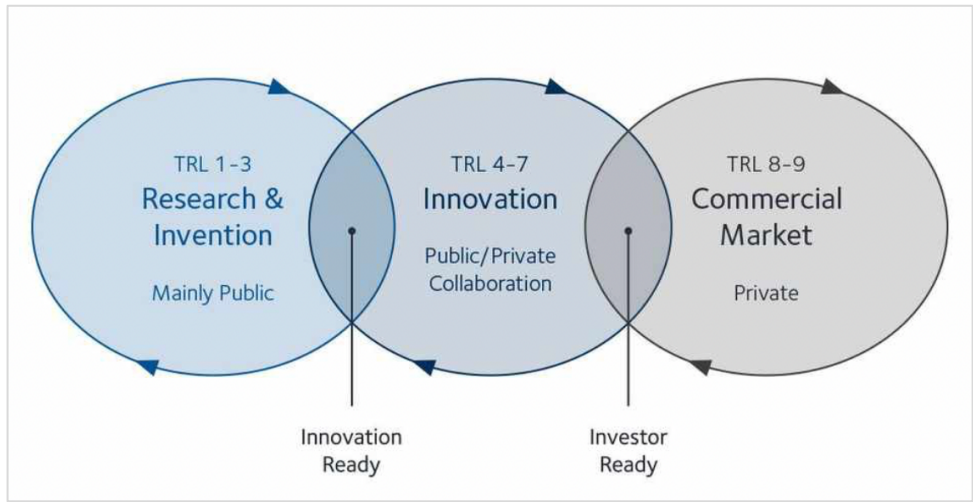 TRL 1-3
Research &
Invention
Mainly Public
TRL 4-7
Innovation
Public/Private
Collaboration
TRL 8-9
Commercial
Market
Private
Innovation
Ready
Investor
Ready